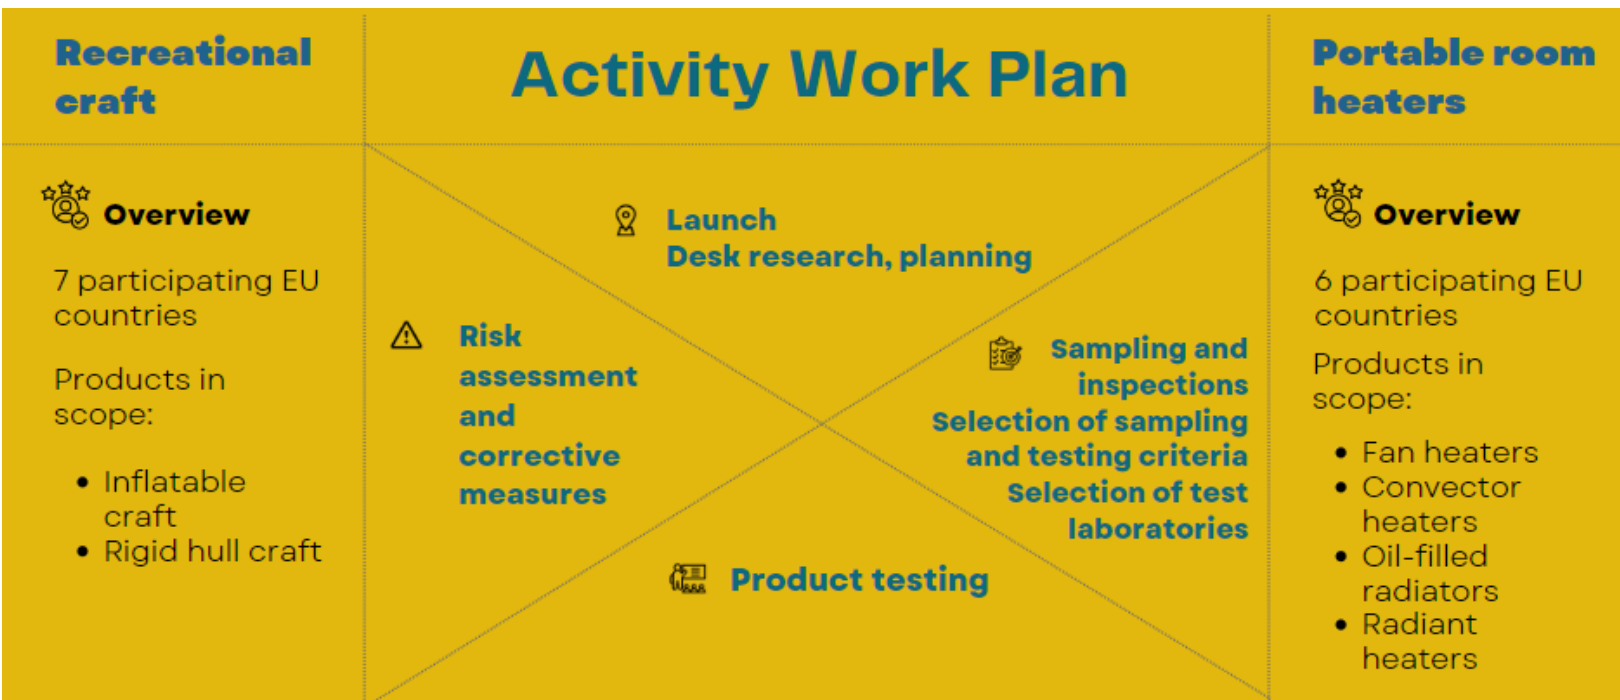 Recreational
craft
Activity Work Plan
Portable room
heaters
Overview
7 participating EU
countries
Products in
scope:
• Inflatable
craft
• Rigid hull craft
Launch
Desk research, planning
Risk
assessment
and
corrective
measures
Sampling and
inspections
Selection of sampling
and testing criteria
Selection of test
laboratories
Product testing
Overview
6 participating EU
countries
Products in
scope:
• Fan heaters
• Convector
heaters
• Oil-filled
radiators
• Radiant
heaters